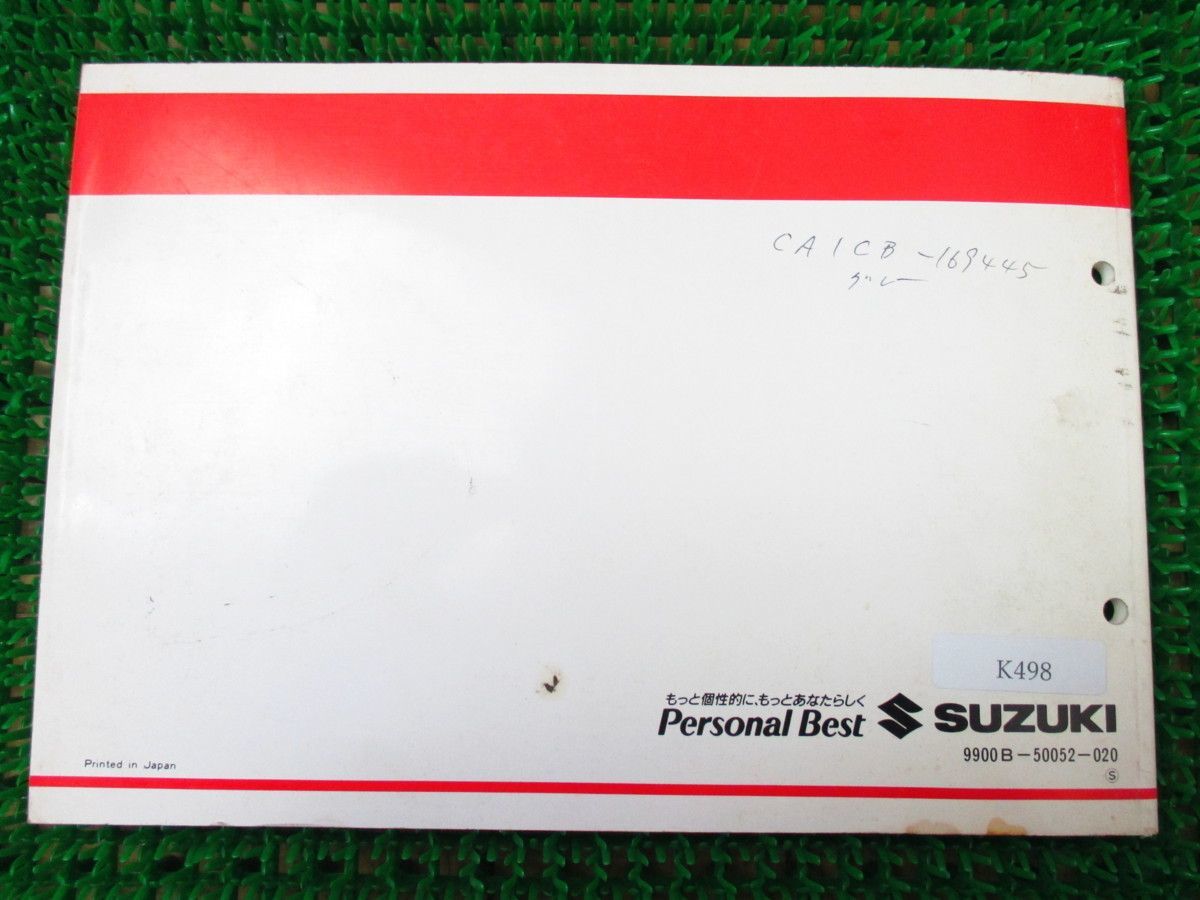 CA1CB-169445
グレー
K498
もっと個性的に、もっとあなたらしく
Personal Best SUZUKI
9900B-50052-020
S
Printed in Japan